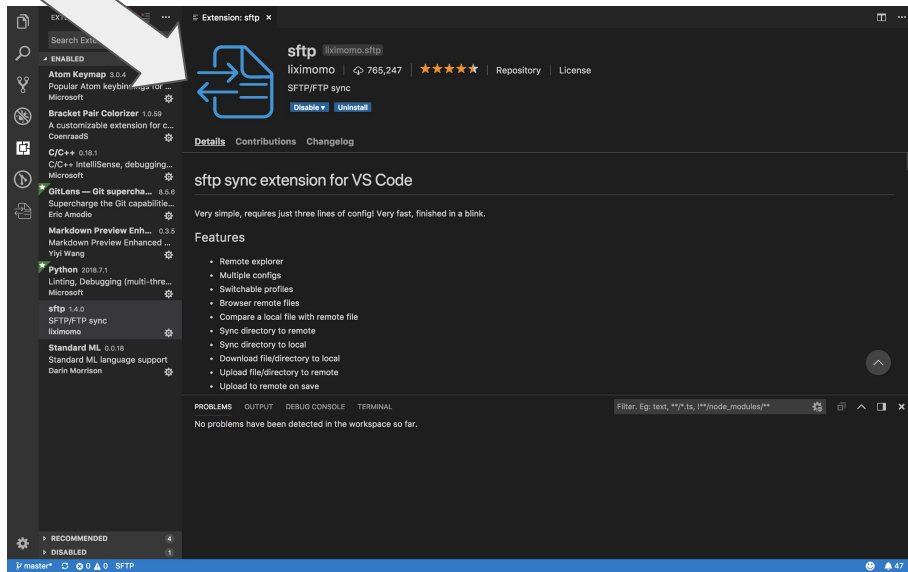 EX
Extension: sftp
Search Exte
ENABLED
Atom Keymap 3.0.4
Popular Atom keybin for ...
Microsoft
Bracket Pair Colorizer 1.0.59
A customizable extension for c...
CoenraadS
C/C++ 0.18.1
C/C++ IntelliSense, debugging...
Microsoft
GitLens — Git supercha... 8.5.6
Supercharge the Git capabilitie...
Eric Amodio
Markdown Preview Enh... 0.3.5
Markdown Preview Enhanced ...
Yiyi Wang
Python 2018.7.1
Linting, Debugging (multi-thre...
Microsoft
sftp 1.4.0
SFTP/FTP sync
liximomo
Standard ML 0.0.18
Standard ML language support
Darin Morrison
RECOMMENDED 4
DISABLED 1
sftp liximomo.sftp
liximomo 765,247 Repository License
SFTP/FTP sync
Disable Uninstall
Details Contributions Changelog
sftp sync extension for VS Code
Very simple, requires just three lines of config! Very fast, finished in a blink.
Features
• Remote explorer
• Multiple configs
• Switchable profiles
• Browser remote files
• Compare a local file with remote file
• Sync directory to remote
• Sync directory to local
• Download file/directory to local
• Upload file/directory to remote
• Upload to remote on save
PROBLEMS OUTPUT DEBUG CONSOLE TERMINAL Filter. Eg: text, **/*.ts, !**/node_modules/**
No problems have been detected in the workspace so far.
master* 0 0 SFTP 47